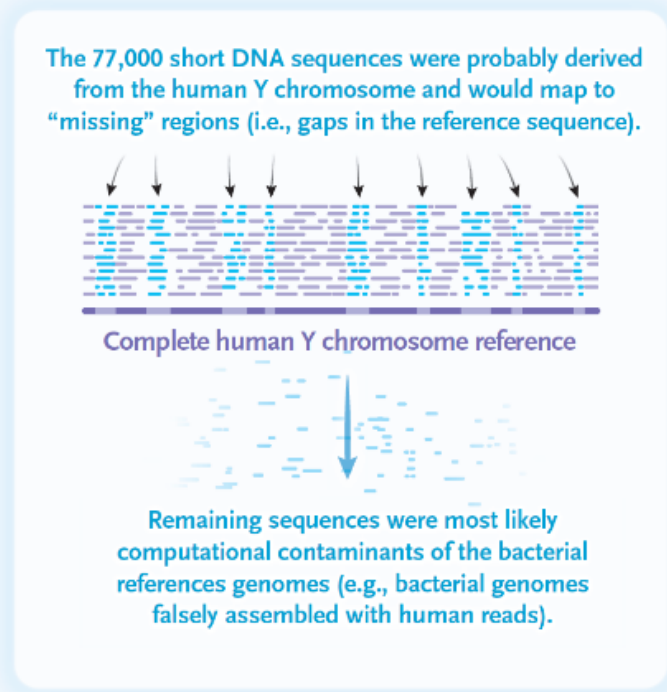 The 77,000 short DNA sequences were probably derived
from the human Y chromosome and would map to
“missing” regions (i.e., gaps in the reference sequence).
Complete human Y chromosome reference
Remaining sequences were most likely
computational contaminants of the bacterial
references genomes (e.g., bacterial genomes
falsely assembled with human reads).